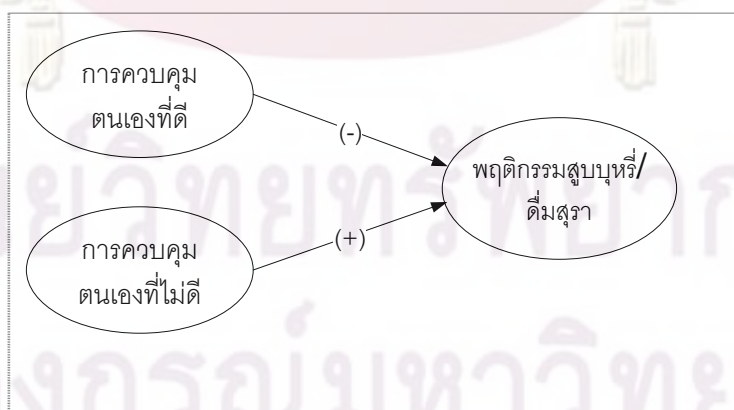 การควบคุม
ตนเองที่ดี
(-)
พฤติกรรมสูบบุหรี่/
ดื่มสุรา
(+)
การควบคุม
ตนเองที่ไม่ดี